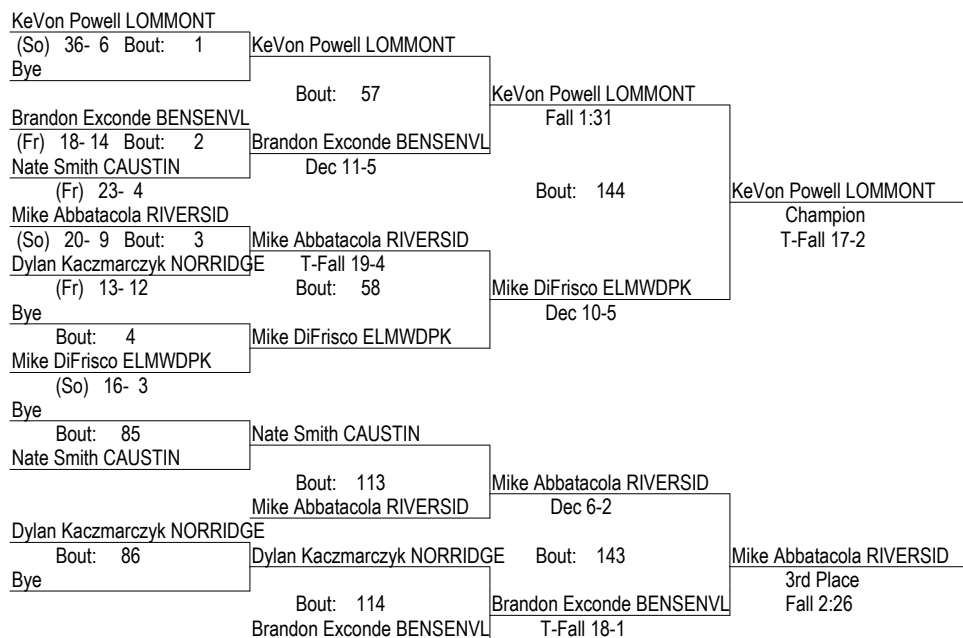 KeVon Powell LOMMONT
(So) 36- 6 Bout: 1 KeVon Powell LOMMONT
Bye
Bout: 57 KeVon Powell LOMMONT
Brandon Exconde BENSENVL Fall 1:31
(Fr) 18- 14 Bout: 2 Brandon Exconde BENSENVL
Nate Smith CAUSTIN Dec 11-5
(Fr) 23- 4 Bout: 144 KeVon Powell LOMMONT
Mike Abbatacola RIVERSID Champion
(So) 20- 9 Bout: 3 Mike Abbatacola RIVERSID T-Fall 17-2
Dylan Kaczmarczyk NORRIDGE T-Fall 19-4
(Fr) 13- 12 Bout: 58 Mike DiFrisco ELMWDPK
Bye Dec 10-5
Bout: 4 Mike DiFrisco ELMWDPK
Mike DiFrisco ELMWDPK
(So) 16- 3
Bye
Bout: 85 Nate Smith CAUSTIN
Nate Smith CAUSTIN
Bout: 113 Mike Abbatacola RIVERSID
Mike Abbatacola RIVERSID Dec 6-2
Dylan Kaczmarczyk NORRIDGE
Bout: 86 Dylan Kaczmarczyk NORRIDGE Bout: 143 Mike Abbatacola RIVERSID
Bye 3rd Place
Bout: 114 Brandon Exconde BENSENVL Fall 2:26
Brandon Exconde BENSENVL T-Fall 18-1